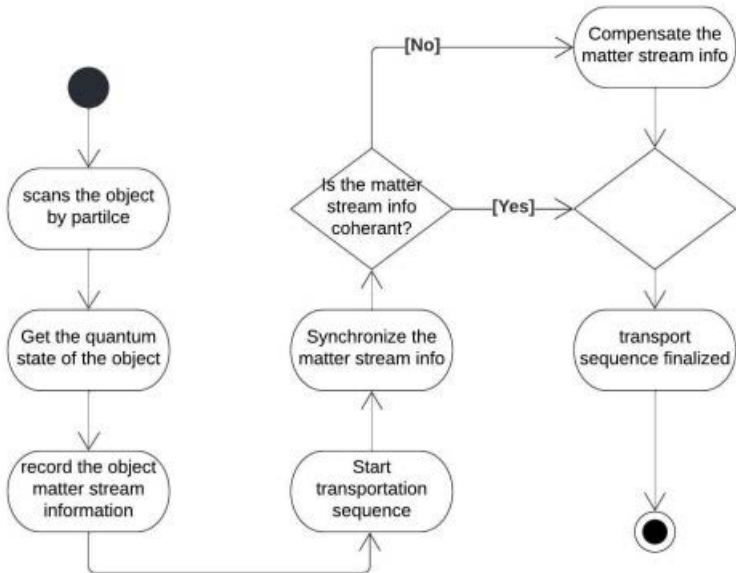 scans the object
by partilce
Get the quantum
state of the object
record the object
matter stream
information
Start
transportation
sequence
Synchronize the
matter stream info
Is the matter
stream info
coherant?
[No]
[Yes]
Compensate the
matter stream info
transport
sequence finalized